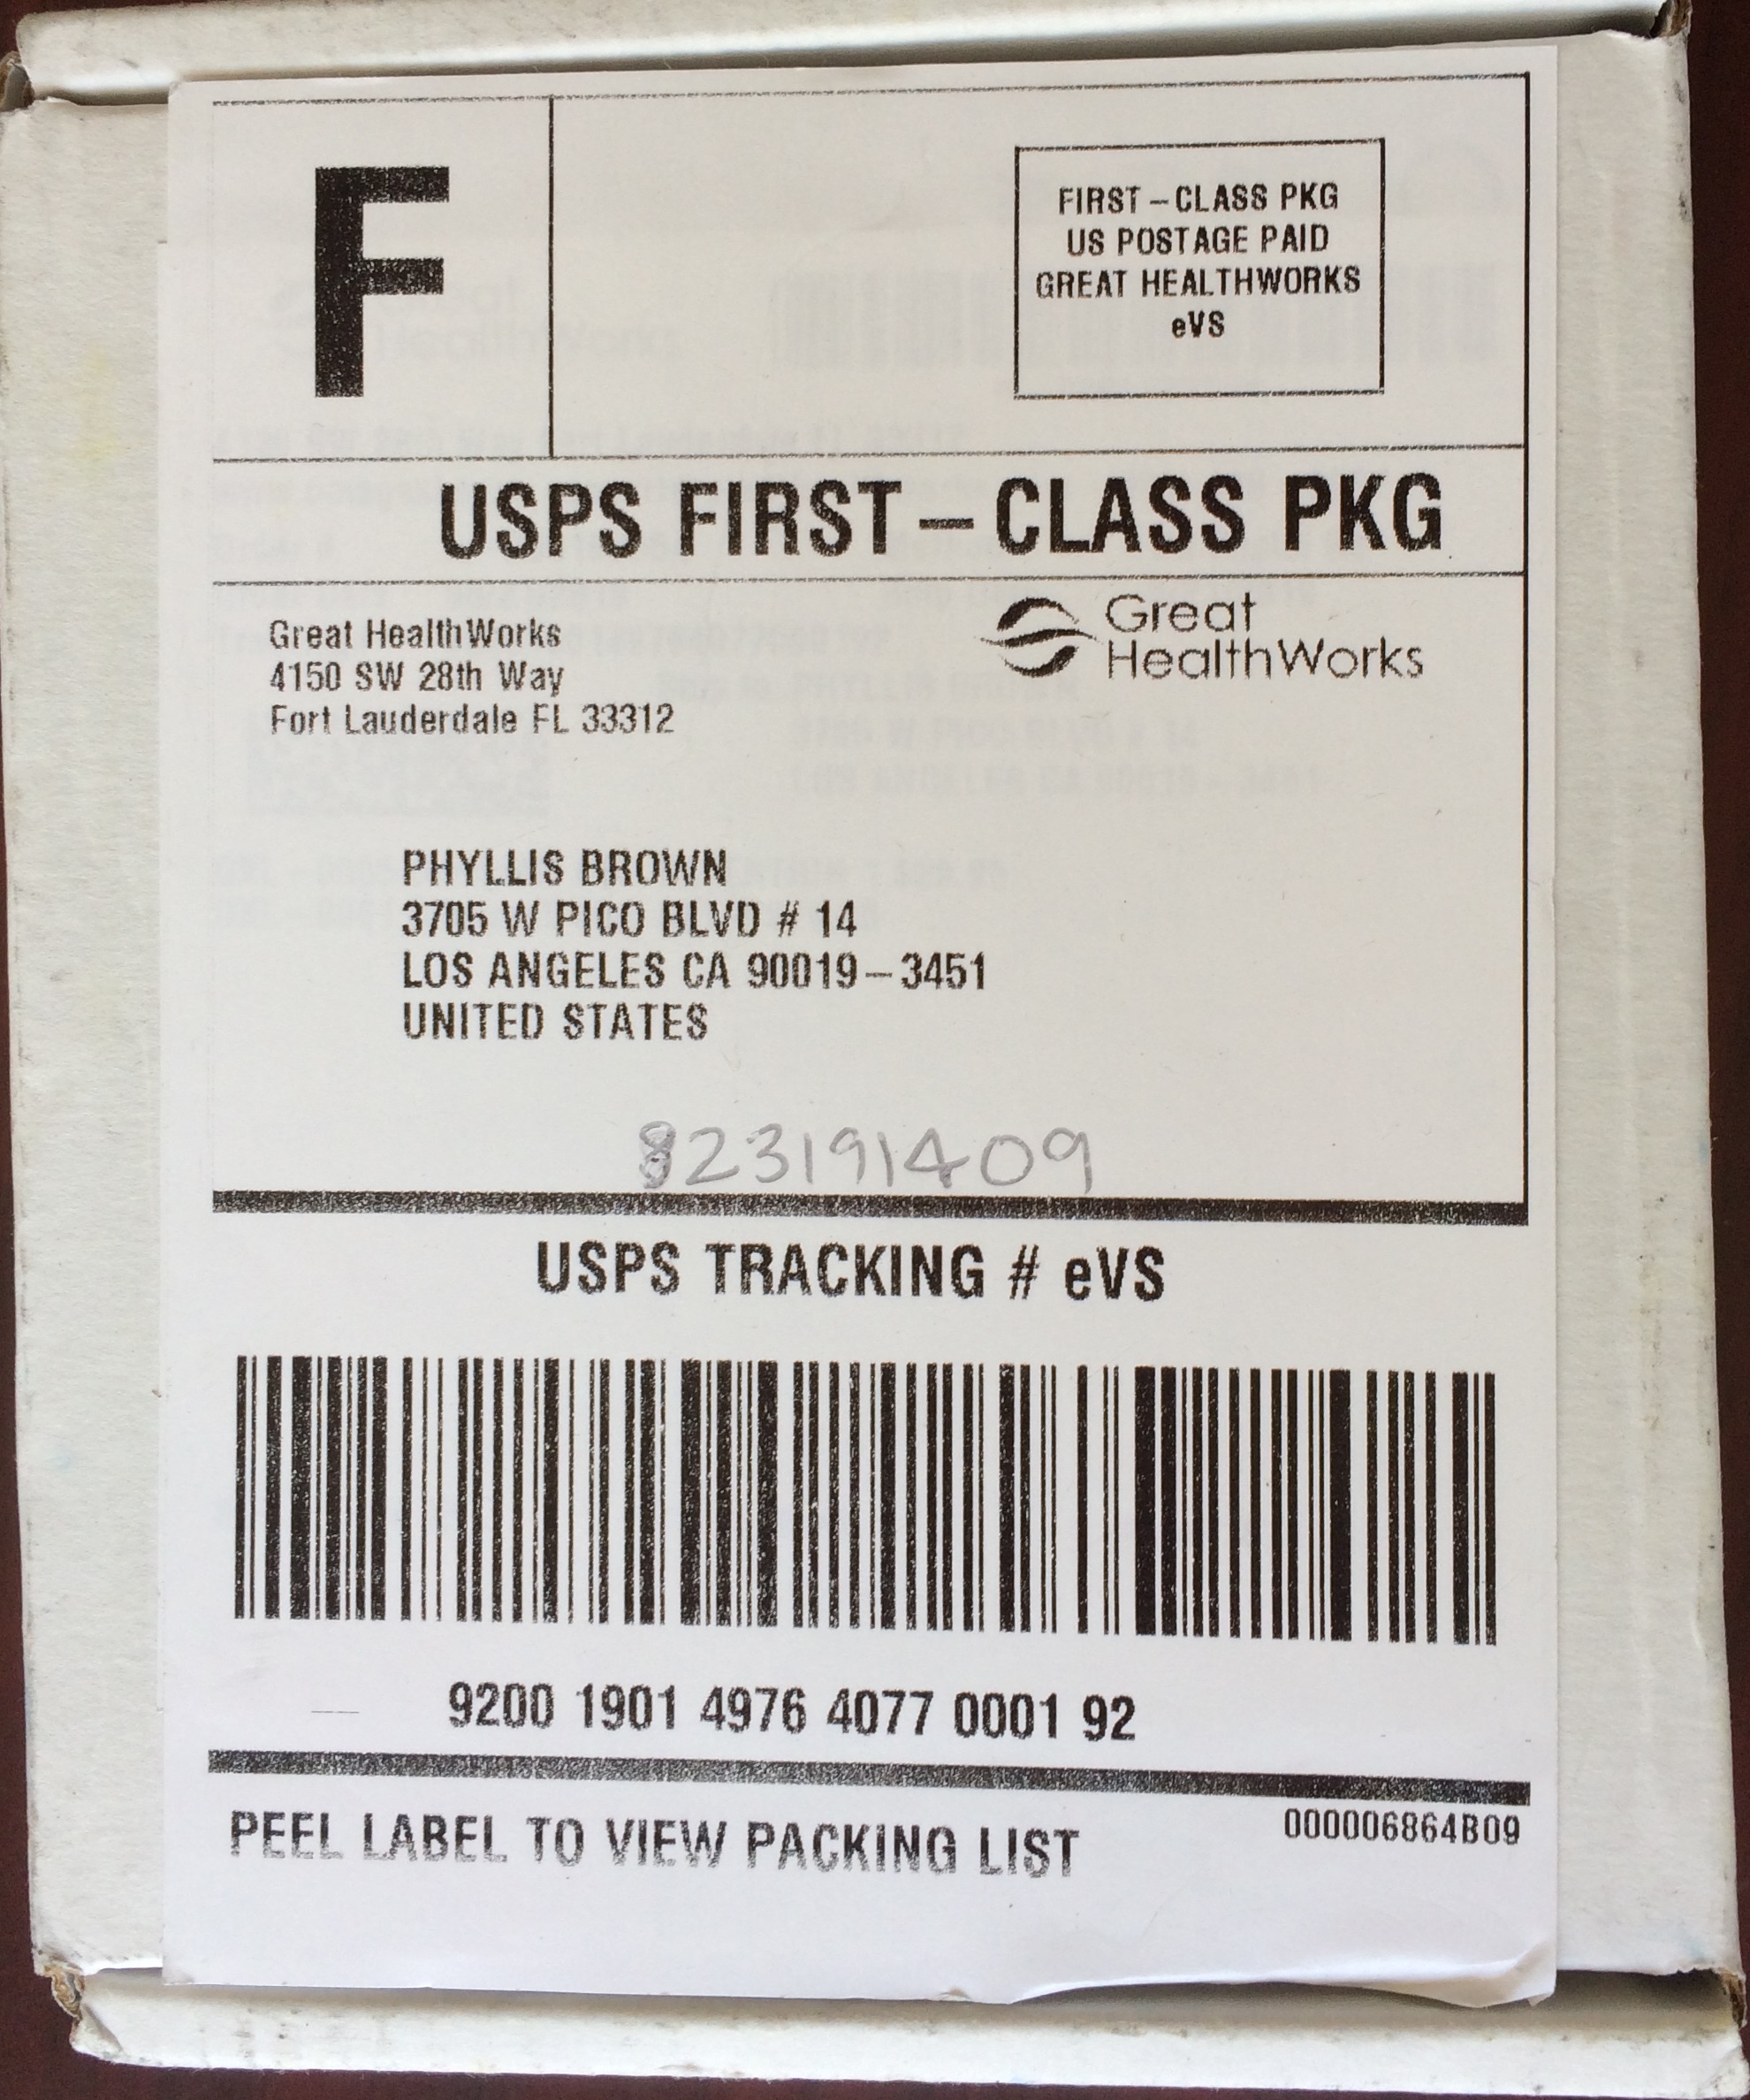 F
FIRST – CLASS PKG
US POSTAGE PAID
GREAT HEALTHWORKS
eVS
USPS FIRST – CLASS PKG
Great HealthWorks
4150 SW 28th Way
Fort Lauderdale FL 33312
Great
HealthWorks
PHYLLIS BROWN
3705 W PICO BLVD # 14
LOS ANGELES CA 90019 – 3451
UNITED STATES
823191409
USPS TRACKING # eVS
9200 1901 4976 4077 0001 92
PEEL LABEL TO VIEW PACKING LIST
000006864B09